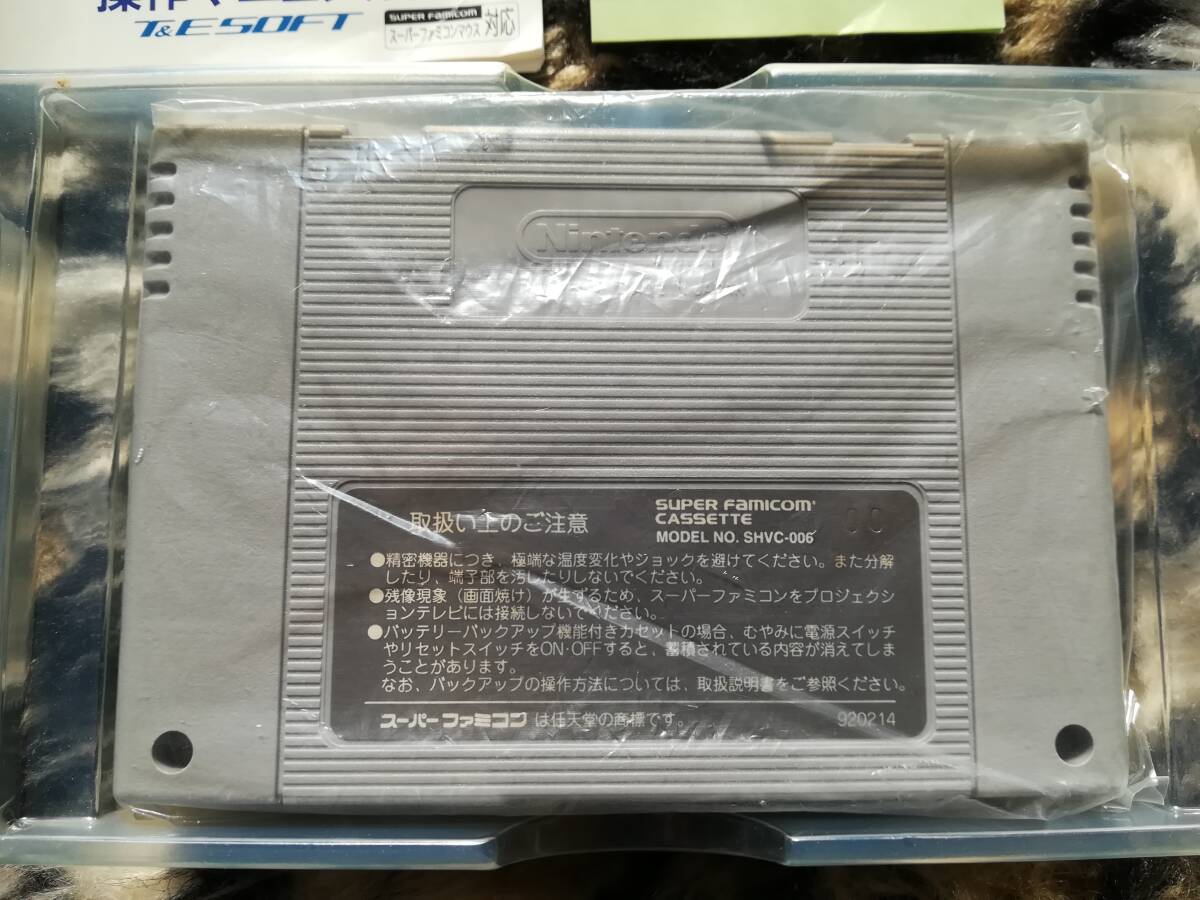 T&E SOFT
SUPER FAMICOM
スーパーファミコンマウス 対応
Nintendo
取扱い上のご注意
SUPER FAMICOM
CASSETTE
MODEL NO. SHVC-006
●精密機器につき、極端な温度変化やショックを避けてください。また分解
したり、端子部を汚したりしないでください。
●残像現象（画面焼け）が生ずるため、スーパーファミコンをプロジェクシ
ョンテレビには接続しないでください。
●バッテリーバックアップ機能付きカセットの場合、むやみに電源スイッチ
やリセットスイッチをON・OFFすると、蓄積されている内容が消えてしま
うことがあります。
なお、バックアップの操作方法については、取扱説明書をご参照ください。
スーパーファミコン は任天堂の商標です。 920214